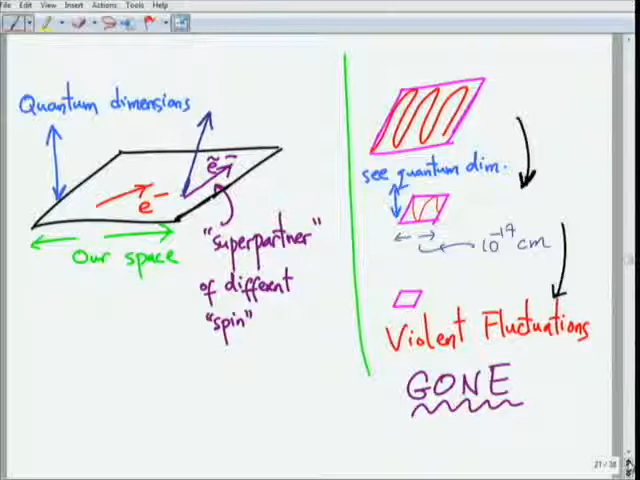 File Edit View Insert Actions Tools Help
Quantum dimensions
ẽ⁻
e⁻
Our space
"superpartner"
of different
"spin"
see quantum dim.
10⁻¹⁷ cm
Violent Fluctuations
GONE